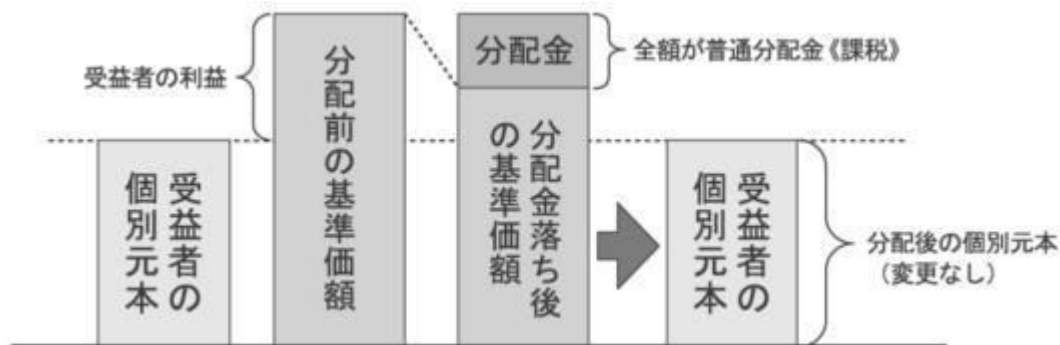 受益者の利益
受益者の
個別元本
分配前の基準価額
分配金
全額が普通分配金《課税》
分配金落ち後
の基準価額
受益者の
個別元本
分配後の個別元本
（変更なし）